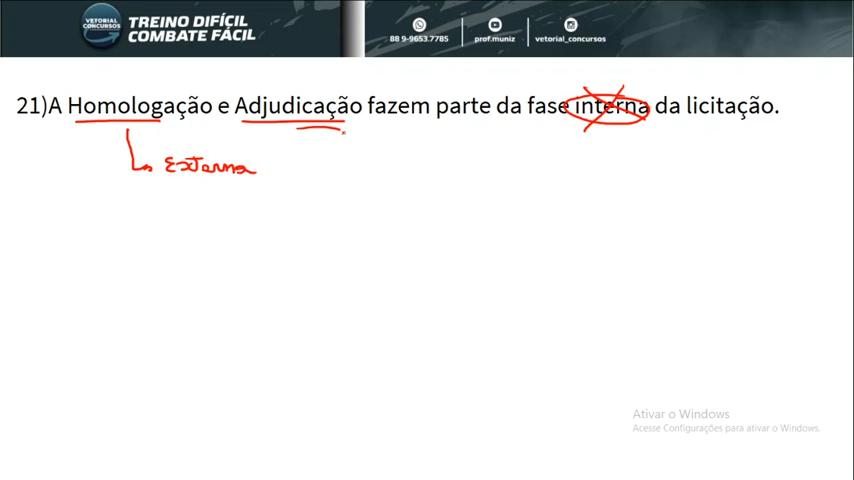 VETORIAL
CONCURSOS
TREINO DIFÍCIL
COMBATE FÁCIL
88 9-9653.7785
prof.muniz
vetorial_concursos
21)A Homologação e Adjudicação fazem parte da fase interna da licitação.
Externa
Ativar o Windows
Acesse Configurações para ativar o Windows.